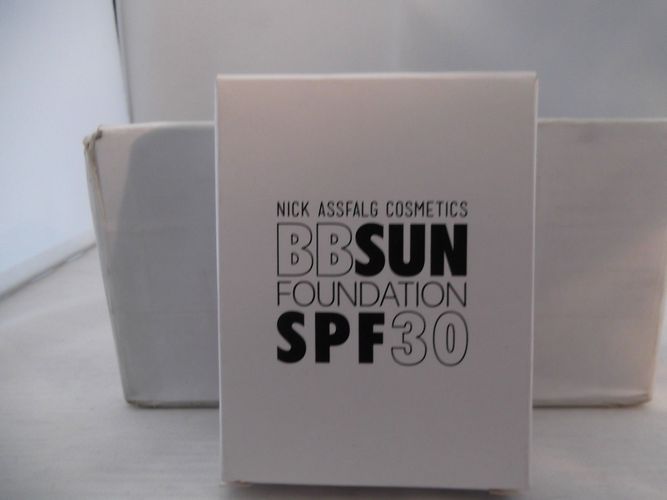 NICK ASSFALG COSMETICS
BBSUN
FOUNDATION
SPF30